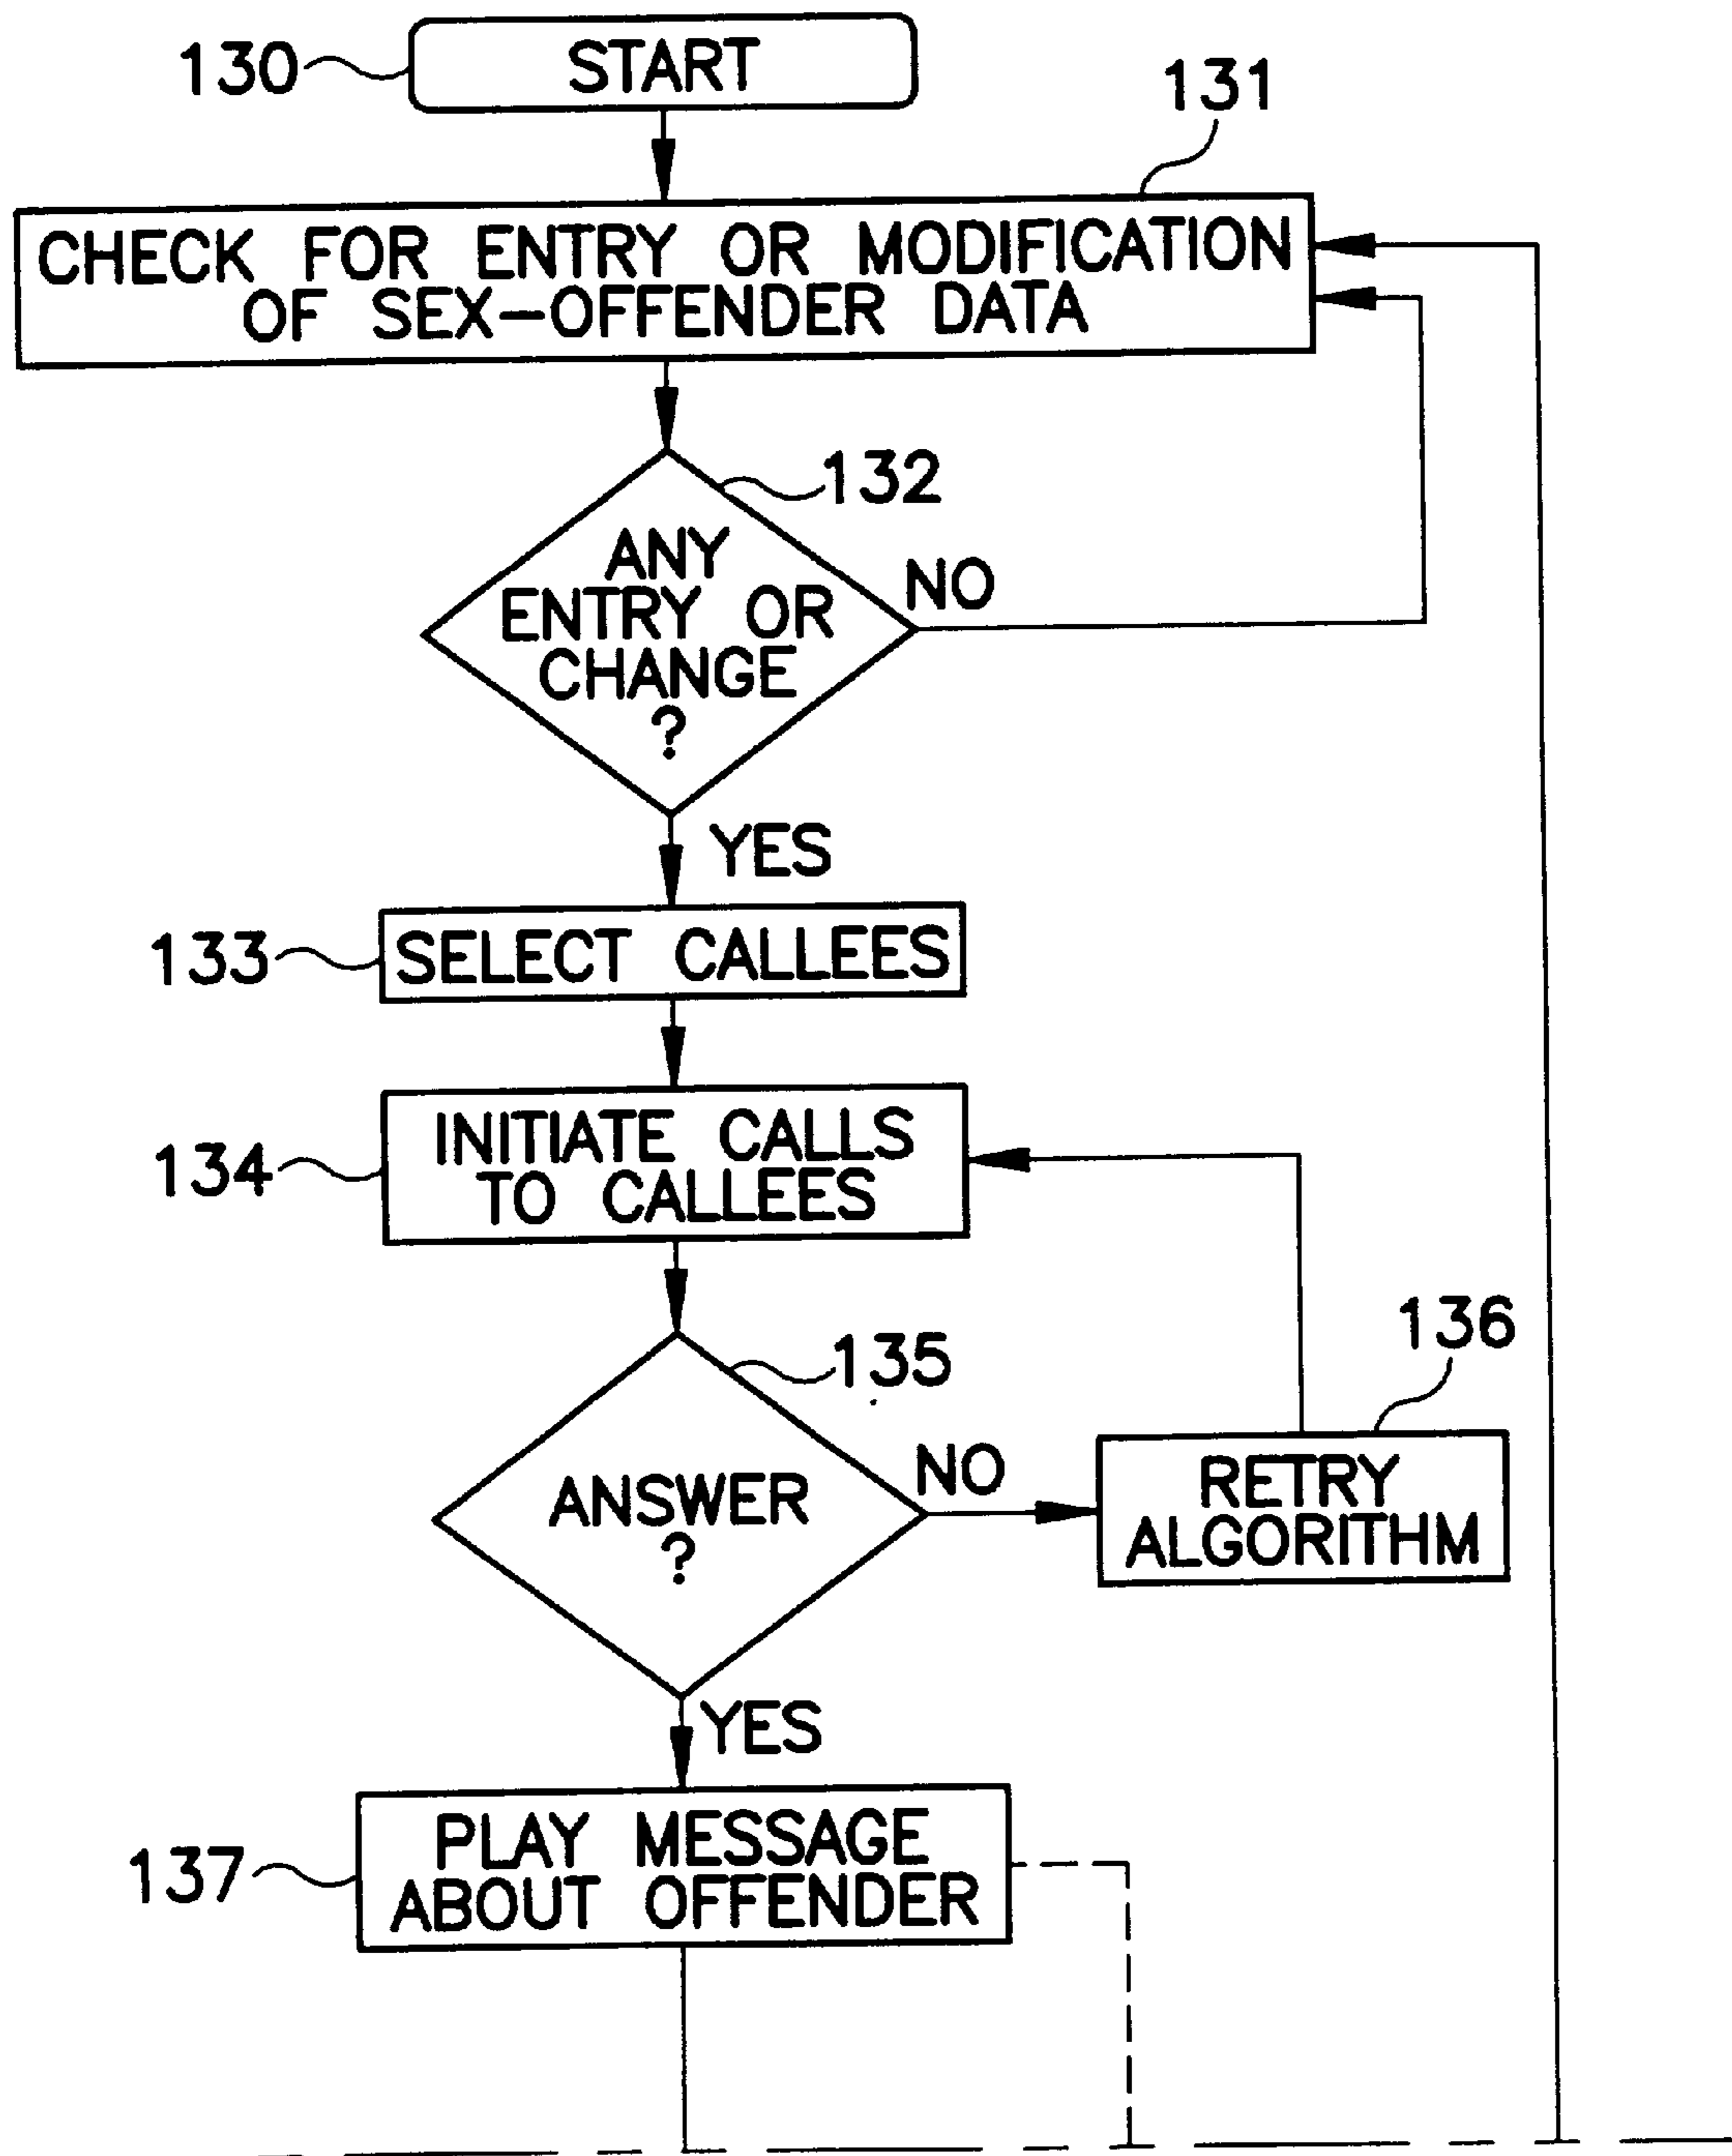 130
START
131
CHECK FOR ENTRY OR MODIFICATION
OF SEX-OFFENDER DATA
132
ANY
ENTRY OR
CHANGE
?
NO
YES
133
SELECT CALLEES
134
INITIATE CALLS
TO CALLEES
135
136
ANSWER
?
NO
RETRY
ALGORITHM
YES
137
PLAY MESSAGE
ABOUT OFFENDER